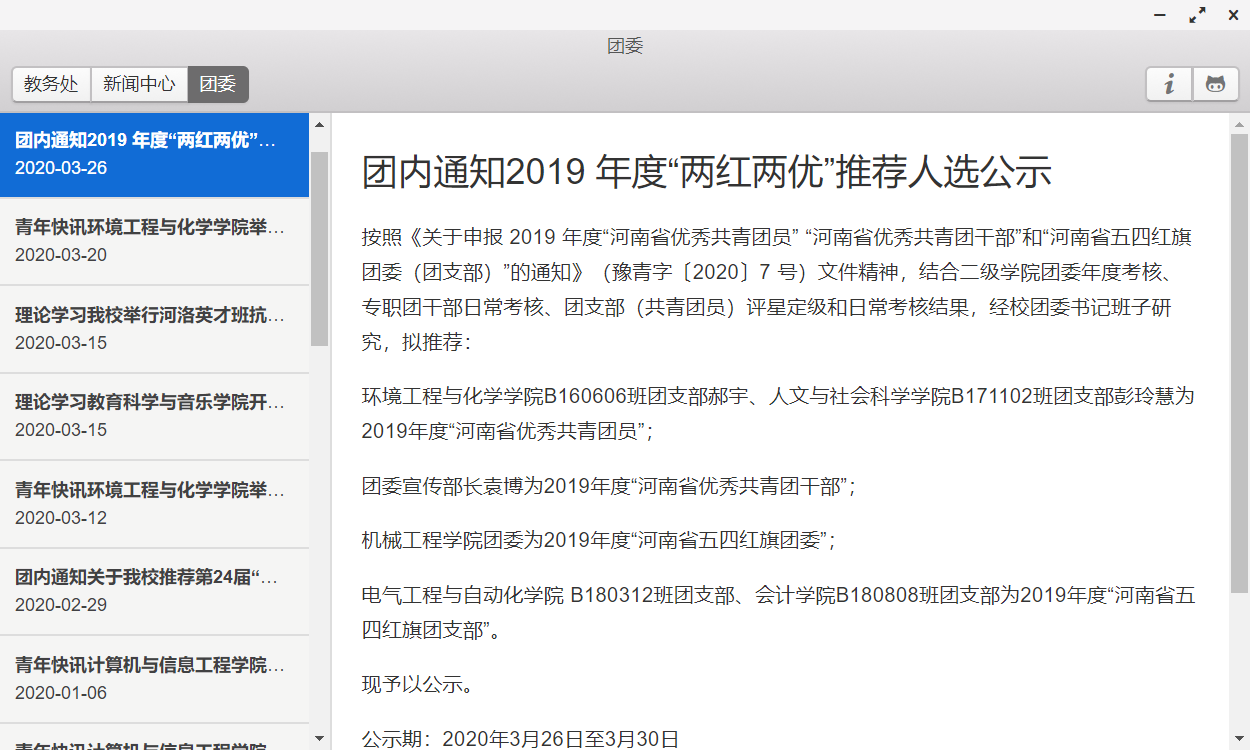 团委
教务处 新闻中心 团委
团内通知2019 年度“两红两优”…
2020-03-26
青年快讯环境工程与化学学院举…
2020-03-20
理论学习我校举行河洛英才班抗…
2020-03-15
理论学习教育科学与音乐学院开…
2020-03-15
青年快讯环境工程与化学学院举…
2020-03-12
团内通知关于我校推荐第24届“…
2020-02-29
青年快讯计算机与信息工程学院…
2020-01-06
青年快讯计算机与信息工程学院
团内通知2019 年度“两红两优”推荐人选公示
按照《关于申报 2019 年度“河南省优秀共青团员” “河南省优秀共青团干部”和“河南省五四红旗
团委（团支部）”的通知》（豫青字〔2020〕7 号）文件精神，结合二级学院团委年度考核、
专职团干部日常考核、团支部（共青团员）评星定级和日常考核结果，经校团委书记班子研
究，拟推荐：
环境工程与化学学院B160606班团支部郝宇、人文与社会科学学院B171102班团支部彭玲慧为
2019年度“河南省优秀共青团员”；
团委宣传部长袁博为2019年度“河南省优秀共青团干部”；
机械工程学院团委为2019年度“河南省五四红旗团委”；
电气工程与自动化学院 B180312班团支部、会计学院B180808班团支部为2019年度“河南省五
四红旗团支部”。
现予以公示。
公示期：2020年3月26日至3月30日